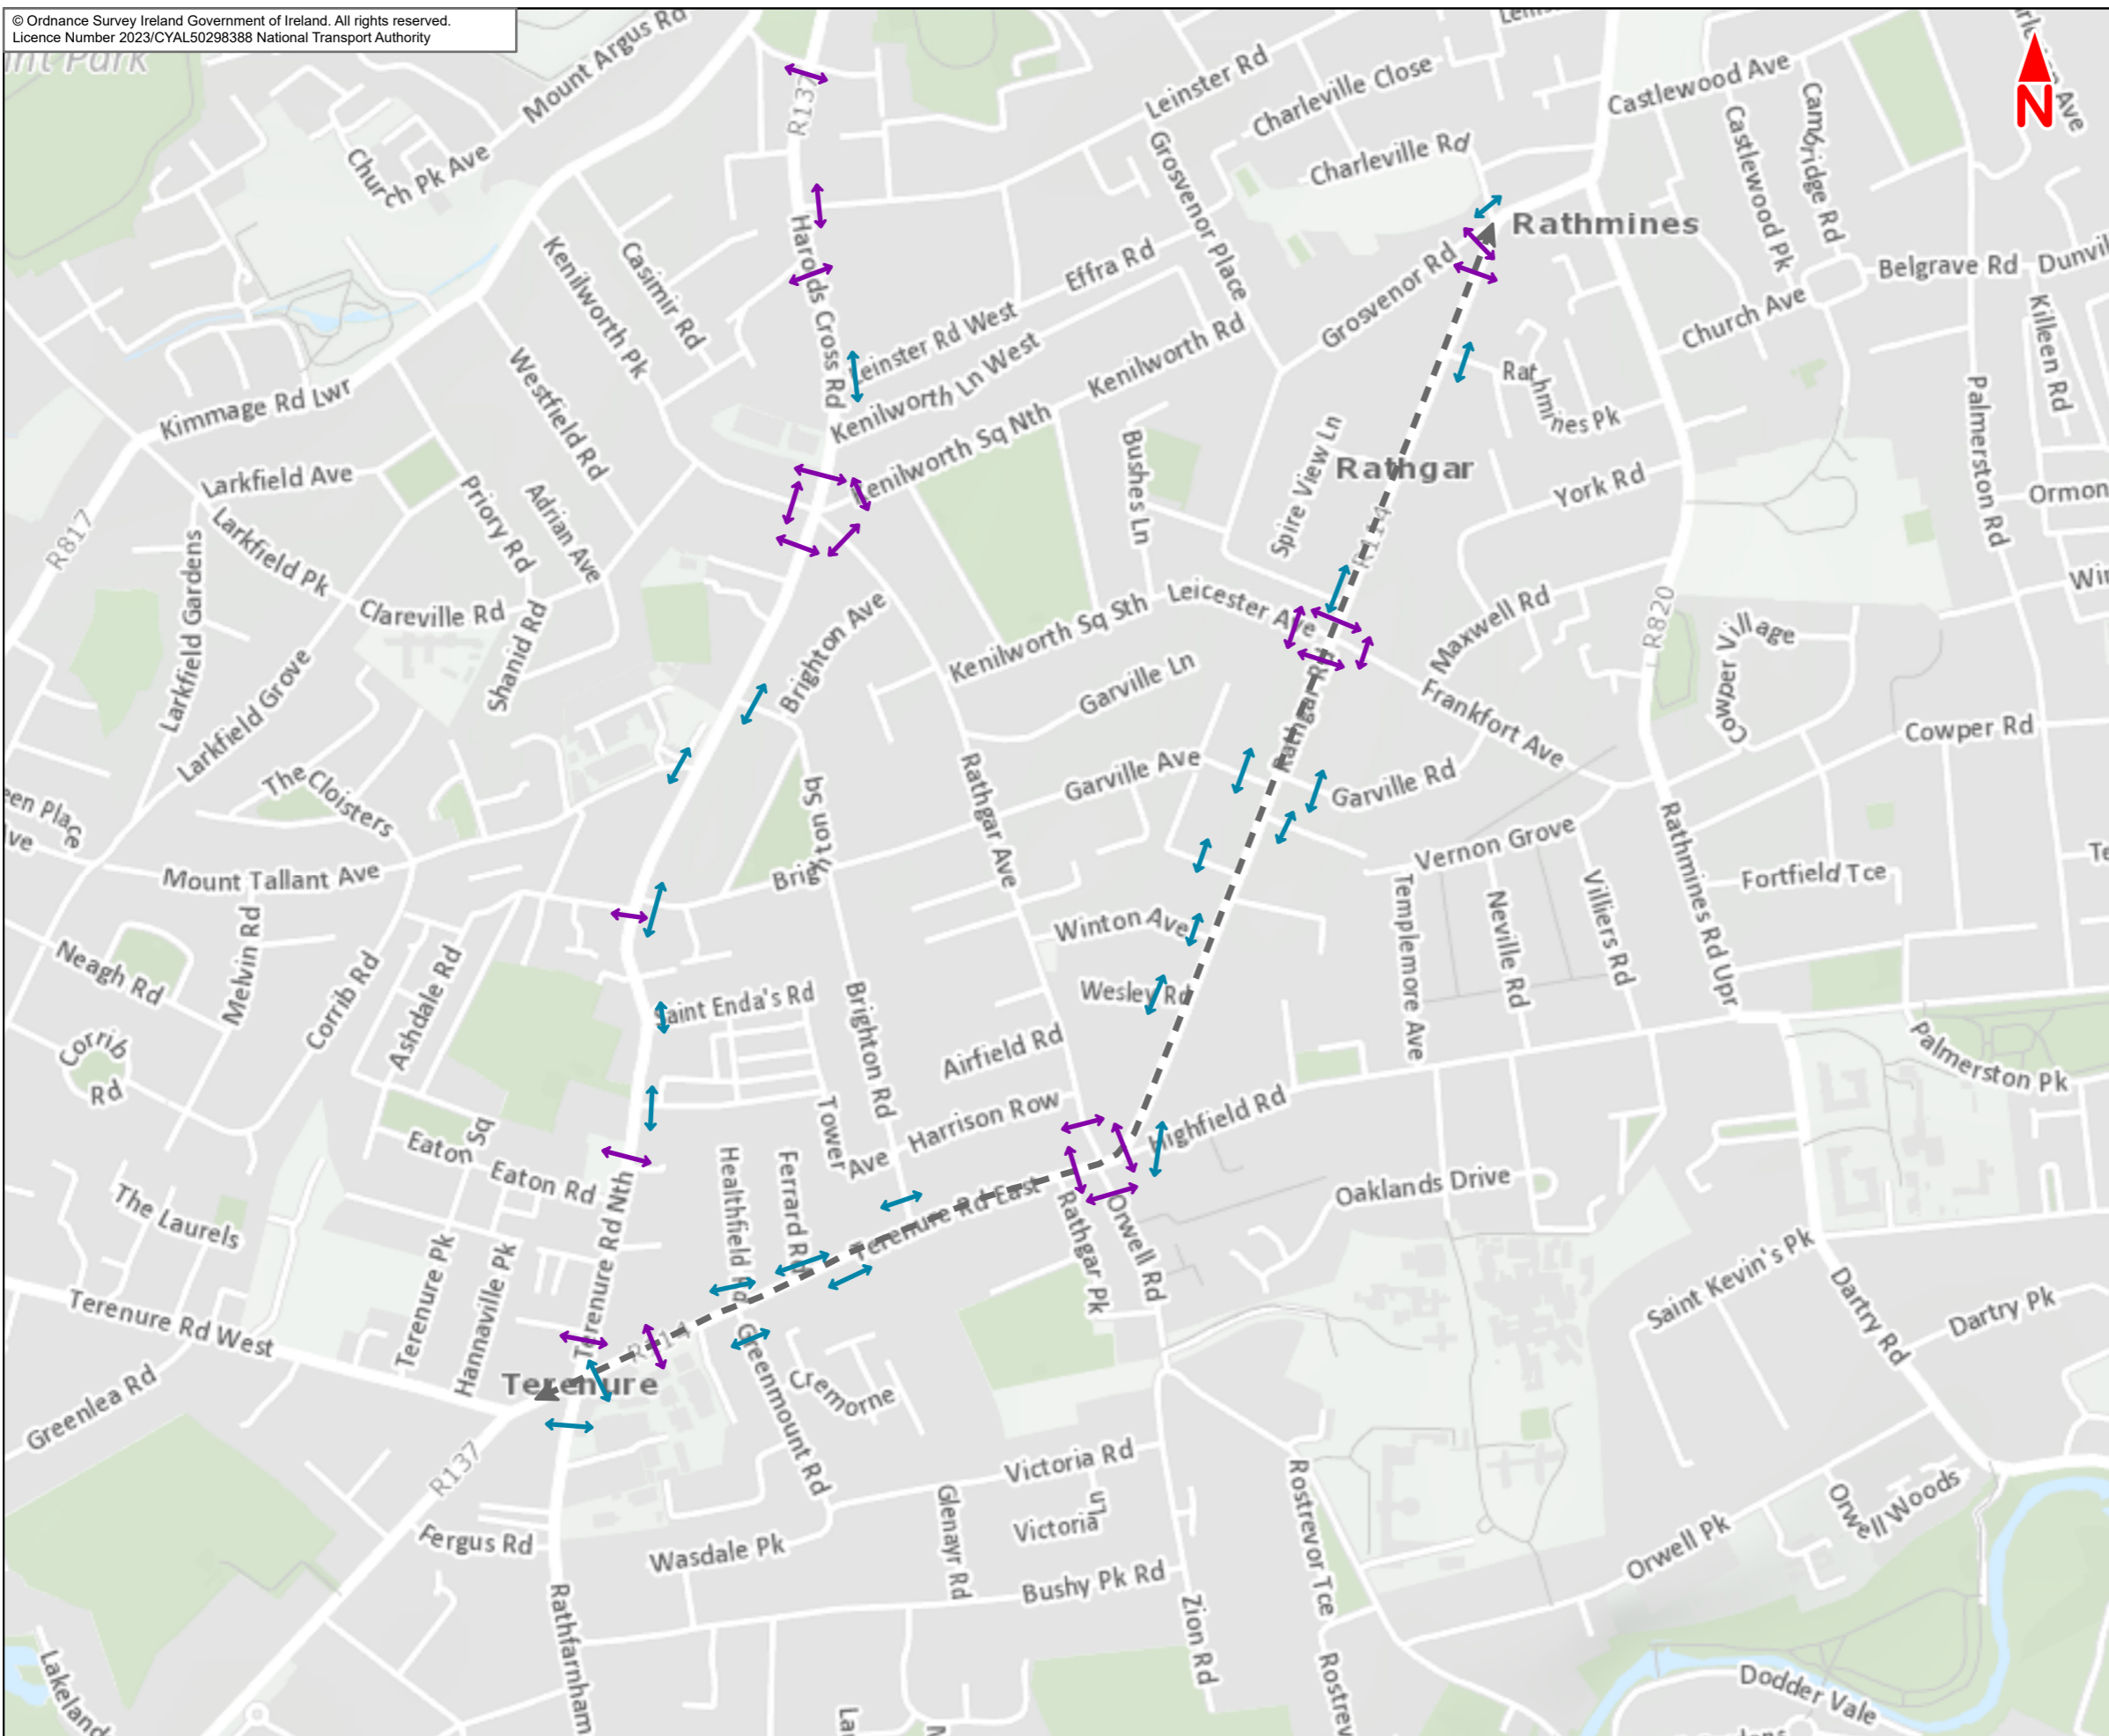 © Ordnance Survey Ireland Government of Ireland. All rights reserved.
Licence Number 2023/CYAL50298388 National Transport Authority
N
Mount Argus Rd
R137
Leinster Rd
Charleville Close
Castlewood Ave
Church Pk Ave
Grosvenor Place
Charleville Rd
Castlewood Pk
Cambridge Rd
Rathmines
Kenilworth Pk
Casimir Rd
Harolds Cross Rd
Effra Rd
Grosvenor Rd
Belgrave Rd
Church Ave
Killeen Rd
Leinster Rd West
Kenilworth Ln West
Kenilworth Rd
Kimmage Rd Lwr
Westfield Rd
Rathmines Pk
Palmerston Rd
Kenilworth Sq Nth
Bushes Ln
Spire View Ln
Rathgar
York Rd
Larkfield Ave
Priory Rd
Adrian Ave
R817
Larkfield Pk
R114
Larkfield Gardens
Clareville Rd
Shanid Rd
Brighton Ave
Kenilworth Sq Sth
Leicester Ave
Maxwell Rd
R820
Cowper Village
Larkfield Grove
Garville Ln
Rathgar Rd
Frankfort Ave
Cowper Rd
The Cloisters
Brighton Sq
Rathgar Ave
Garville Ave
Garville Rd
Rathmines Rd Upr
Vernon Grove
Mount Tallant Ave
Fortfield Tce
Melvin Rd
Winton Ave
Templemore Ave
Neville Rd
Villiers Rd
Neagh Rd
Corrib Rd
Ashdale Rd
Saint Enda's Rd
Brighton Rd
Wesley Rd
Corrib Rd
Airfield Rd
Palmerston Pk
Harrison Row
Highfield Rd
Tower Ave
Eaton Sq
Eaton Rd
Healthfield Rd
Ferrard Rd
Oaklands Drive
The Laurels
Terenure Rd Nth
Terenure Rd East
Rathgar Pk
Orwell Rd
Terenure Pk
Hannaville Pk
Saint Kevin's Pk
Dartry Rd
Dartry Pk
Terenure Rd West
R114
Terenure
Greenmount Rd
Cremorne
Greenlea Rd
R137
Victoria Rd
Glenayr Rd
Victoria Ln
Rostrevor Tce
Orwell Woods
Orwell Pk
Fergus Rd
Wasdale Pk
Bushy Pk Rd
Zion Rd
Rathfarnham
Dodder Vale
Lakeland